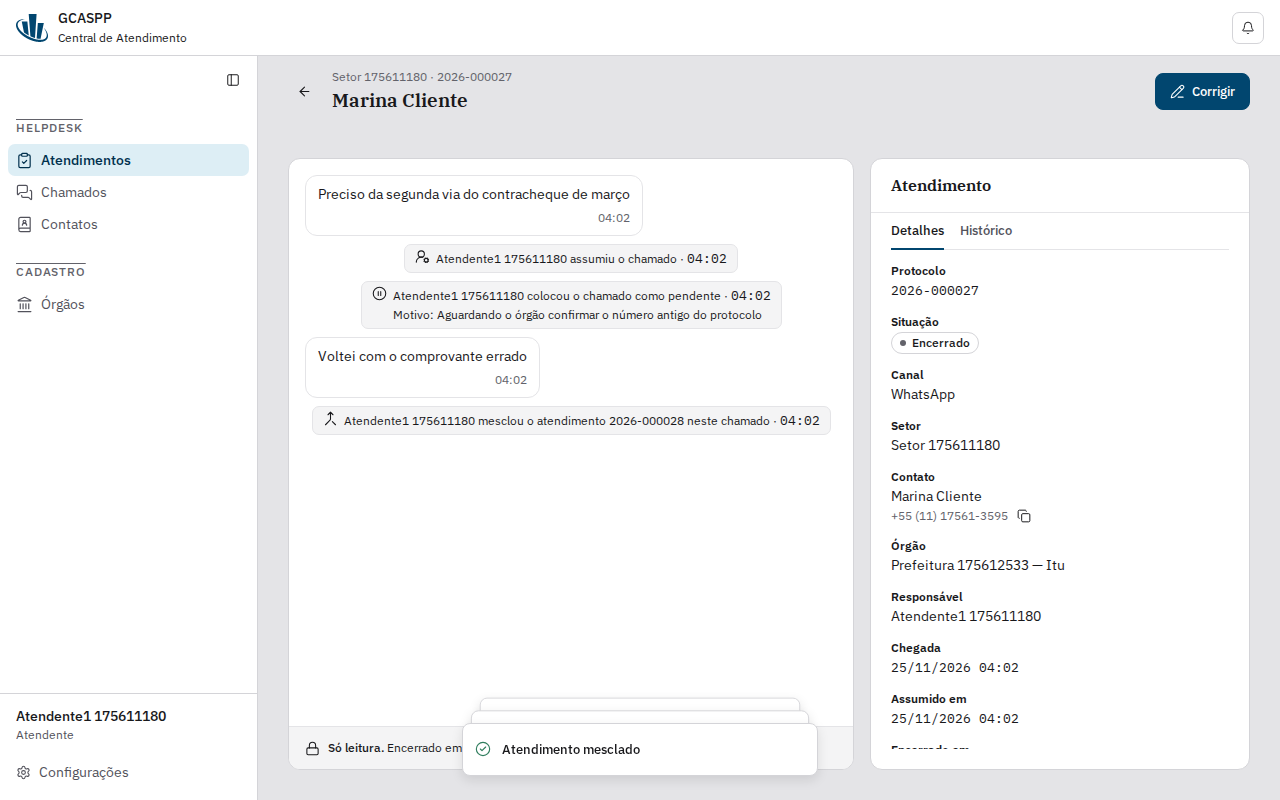 GCASPP
Central de Atendimento
HELPDESK
Atendimentos
Chamados
Contatos
CADASTRO
Órgãos
Atendente1 175611180
Atendente
Configurações
Setor 175611180 · 2026-000027
Marina Cliente
Corrigir
Preciso da segunda via do contracheque de março
04:02
Atendente1 175611180 assumiu o chamado · 04:02
Atendente1 175611180 colocou o chamado como pendente · 04:02
Motivo: Aguardando o órgão confirmar o número antigo do protocolo
Voltei com o comprovante errado
04:02
Atendente1 175611180 mesclou o atendimento 2026-000028 neste chamado · 04:02
Só leitura. Encerrado em
Atendimento mesclado
Atendimento
Detalhes Histórico
Protocolo
2026-000027
Situação
Encerrado
Canal
WhatsApp
Setor
Setor 175611180
Contato
Marina Cliente
+55 (11) 17561-3595
Órgão
Prefeitura 175612533 — Itu
Responsável
Atendente1 175611180
Chegada
25/11/2026 04:02
Assumido em
25/11/2026 04:02